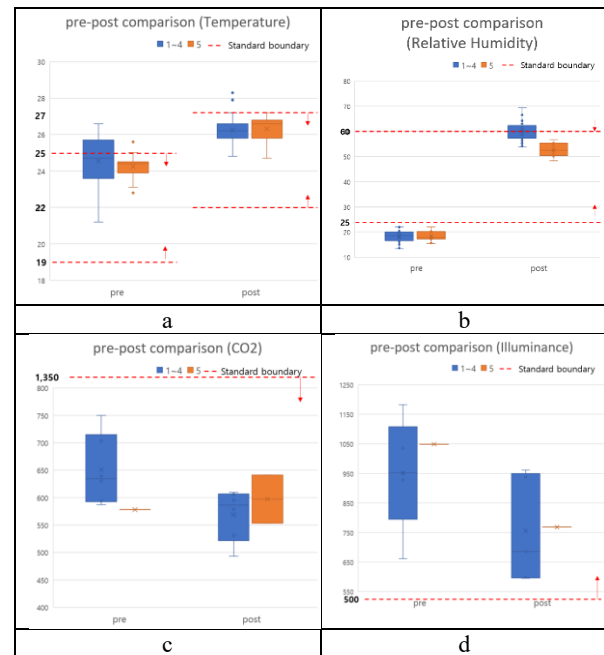 pre-post comparison (Temperature)
1~4 5 Standard boundary
30
28
27
26
25
24
22
20
19
18
pre post
a
pre-post comparison
(Relative Humidity)
1~4 5 Standard boundary
80
70
60
50
40
30
25
20
10
pre post
b
pre-post comparison (CO2)
1~4 5 Standard boundary
1,350
800
750
700
650
600
550
500
450
400
pre post
c
pre-post comparison (Illuminance)
1~4 5 Standard boundary
1250
1150
1050
950
850
750
650
550
500
450
350
250
150
pre post
d